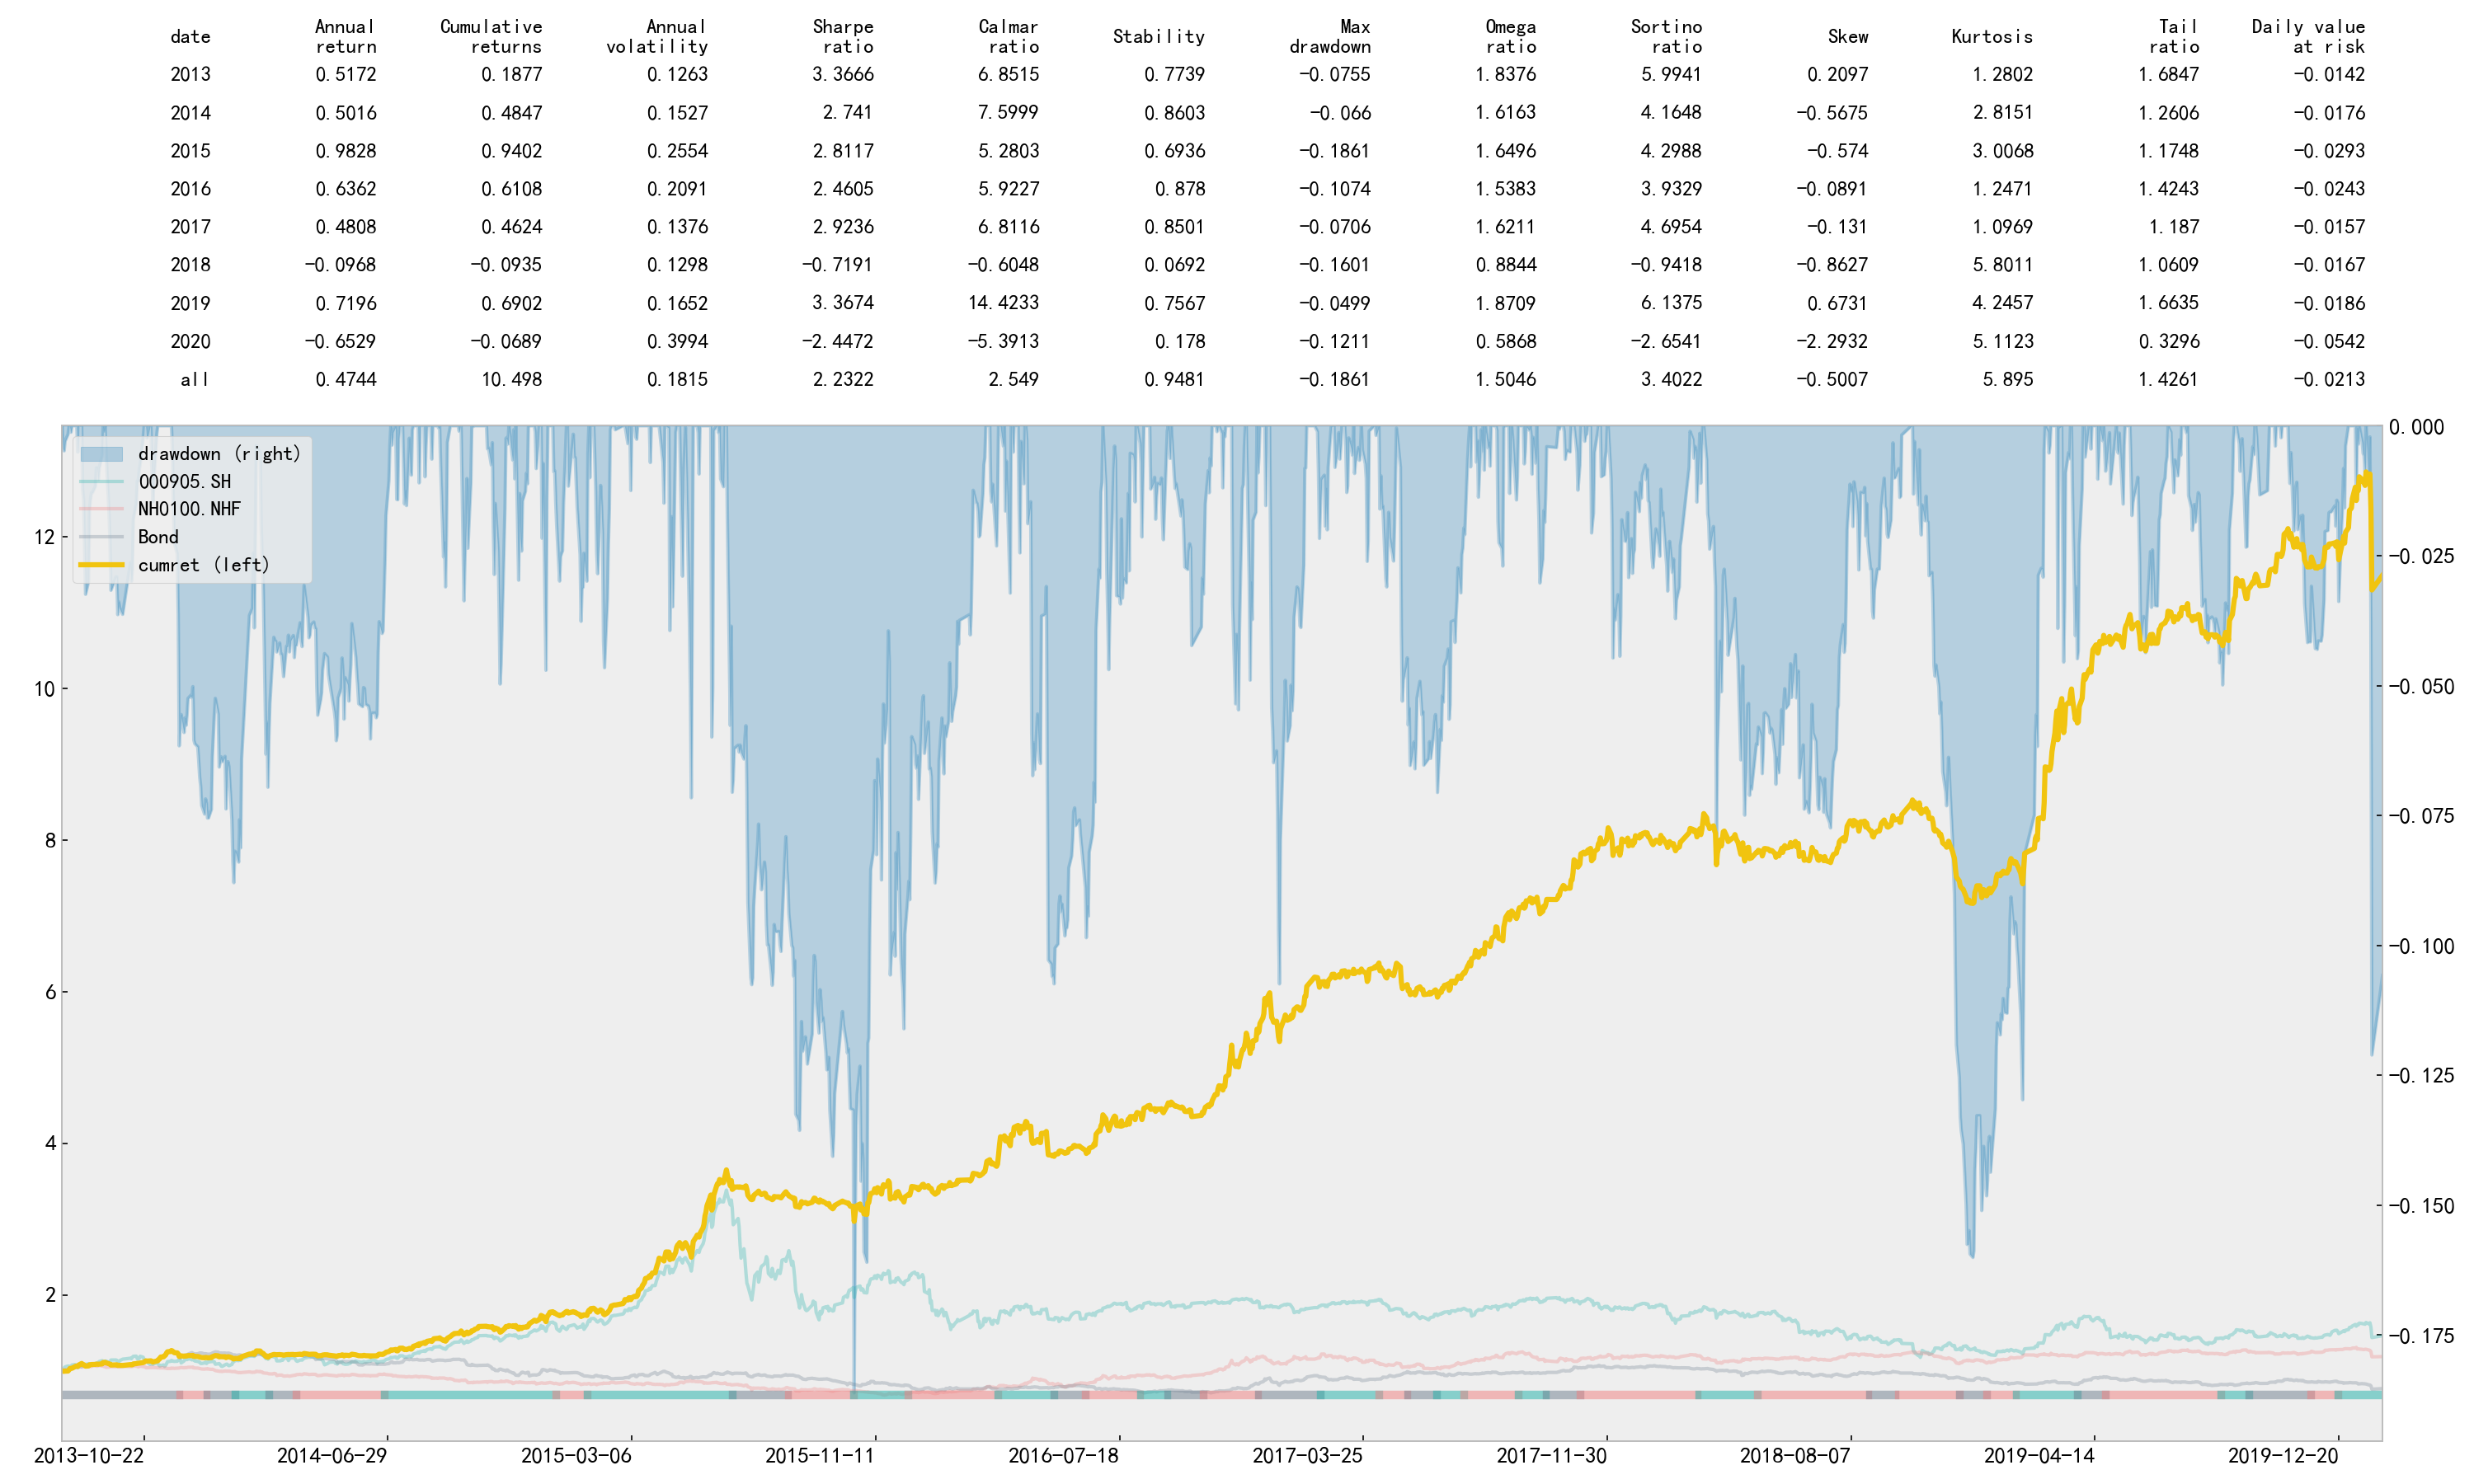 date Annual return Cumulative returns Annual volatility Sharpe ratio Calmar ratio Stability Max drawdown Omega ratio Sortino ratio Skew Kurtosis Tail ratio Daily value at risk
2013 0.5172 0.1877 0.1263 3.3666 6.8515 0.7739 -0.0755 1.8376 5.9941 0.2097 1.2802 1.6847 -0.0142
2014 0.5016 0.4847 0.1527 2.741 7.5999 0.8603 -0.066 1.6163 4.1648 -0.5675 2.8151 1.2606 -0.0176
2015 0.9828 0.9402 0.2554 2.8117 5.2803 0.6936 -0.1861 1.6496 4.2988 -0.574 3.0068 1.1748 -0.0293
2016 0.6362 0.6108 0.2091 2.4605 5.9227 0.878 -0.1074 1.5383 3.9329 -0.0891 1.2471 1.4243 -0.0243
2017 0.4808 0.4624 0.1376 2.9236 6.8116 0.8501 -0.0706 1.6211 4.6954 -0.131 1.0969 1.187 -0.0157
2018 -0.0968 -0.0935 0.1298 -0.7191 -0.6048 0.0692 -0.1601 0.8844 -0.9418 -0.8627 5.8011 1.0609 -0.0167
2019 0.7196 0.6902 0.1652 3.3674 14.4233 0.7567 -0.0499 1.8709 6.1375 0.6731 4.2457 1.6635 -0.0186
2020 -0.6529 -0.0689 0.3994 -2.4472 -5.3913 0.178 -0.1211 0.5868 -2.6541 -2.2932 5.1123 0.3296 -0.0542
all 0.4744 10.498 0.1815 2.2322 2.549 0.9481 -0.1861 1.5046 3.4022 -0.5007 5.895 1.4261 -0.0213
drawdown (right)
000905.SH
NH0100.NHF
Bond
cumret (left)
12
10
8
6
4
2
0.000
-0.025
-0.050
-0.075
-0.100
-0.125
-0.150
-0.175
2013-10-22 2014-06-29 2015-03-06 2015-11-11 2016-07-18 2017-03-25 2017-11-30 2018-08-07 2019-04-14 2019-12-20